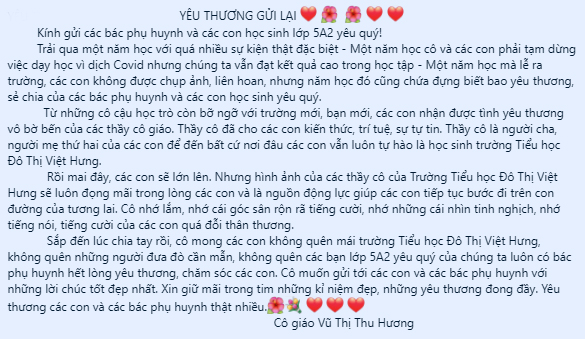 YÊU THƯƠNG GỬI LẠI❤️🌺 🌺❤️❤️
Kính gửi các bác phụ huynh và các con học sinh lớp 5A2 yêu quý!
Trải qua một năm học với quá nhiều sự kiện thật đặc biệt - Một năm học cô và các con phải tạm dừng
việc dạy học vì dịch Covid nhưng chúng ta vẫn đạt kết quả cao trong học tập - Một năm học mà lễ ra
trường, các con không được chụp ảnh, liên hoan, nhưng năm học đó cũng chứa đựng biết bao yêu thương,
sẻ chia của các bác phụ huynh và các con học sinh yêu quý.
Từ những cô cậu học trò còn bỡ ngỡ với trường mới, bạn mới, các con nhận được tình yêu thương
vô bờ bến của các thầy cô giáo. Thầy cô đã cho các con kiến thức, trí tuệ, sự tự tin. Thầy cô là người cha,
người mẹ thứ hai của các con để đến bất cứ nơi đâu các con vẫn luôn tự hào là học sinh trường Tiểu học
Đô Thị Việt Hưng.
Rồi mai đây, các con sẽ lớn lên. Nhưng hình ảnh của các thầy cô của Trường Tiểu học Đô Thị Việt
Hưng sẽ luôn đọng mãi trong lòng các con và là nguồn động lực giúp các con tiếp tục bước đi trên con
đường của tương lai. Cô nhớ lắm, nhớ cái góc sân rộn rã tiếng cười, nhớ những cái nhìn tinh nghịch, nhớ
tiếng nói, tiếng cười của các con quá đỗi thân thương.
Sắp đến lúc chia tay rồi, cô mong các con không quên mái trường Tiểu học Đô Thị Việt Hưng,
không quên những người đưa đò cần mẫn, không quên các bạn lớp 5A2 yêu quý của chúng ta luôn có bác
phụ huynh hết lòng yêu thương, chăm sóc các con. Cô muốn gửi tới các con và các bác phụ huynh với
những lời chúc tốt đẹp nhất. Xin giữ mãi trong tim những kỉ niệm đẹp, những yêu thương đong đầy. Yêu
thương các con và các bác phụ huynh thật nhiều.🌺💐❤️❤️❤️
Cô giáo Vũ Thị Thu Hương